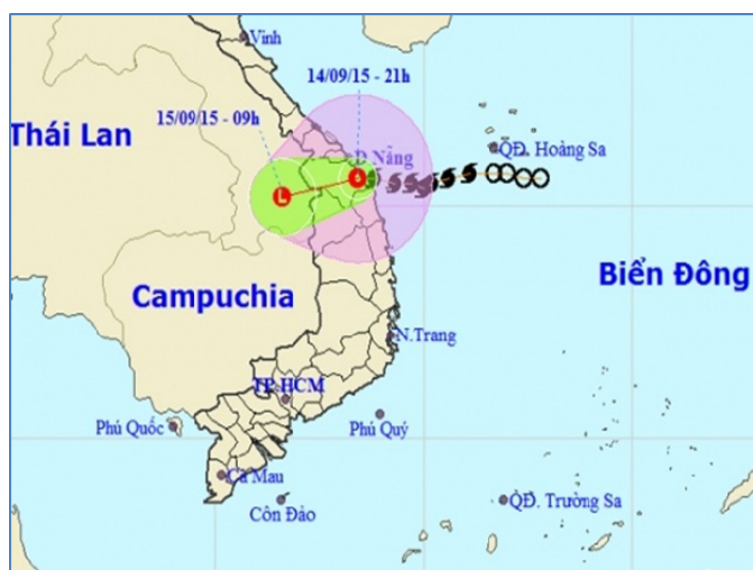 Vinh
14/09/15 - 21h
15/09/15 - 09h
Thái Lan
Đ Nẵng
QĐ. Hoàng Sa
L
Biển Đông
Campuchia
N.Trang
TP.HCM
Phú Quốc
Phú Quý
Cà Mau
Côn Đảo
QĐ. Trường Sa